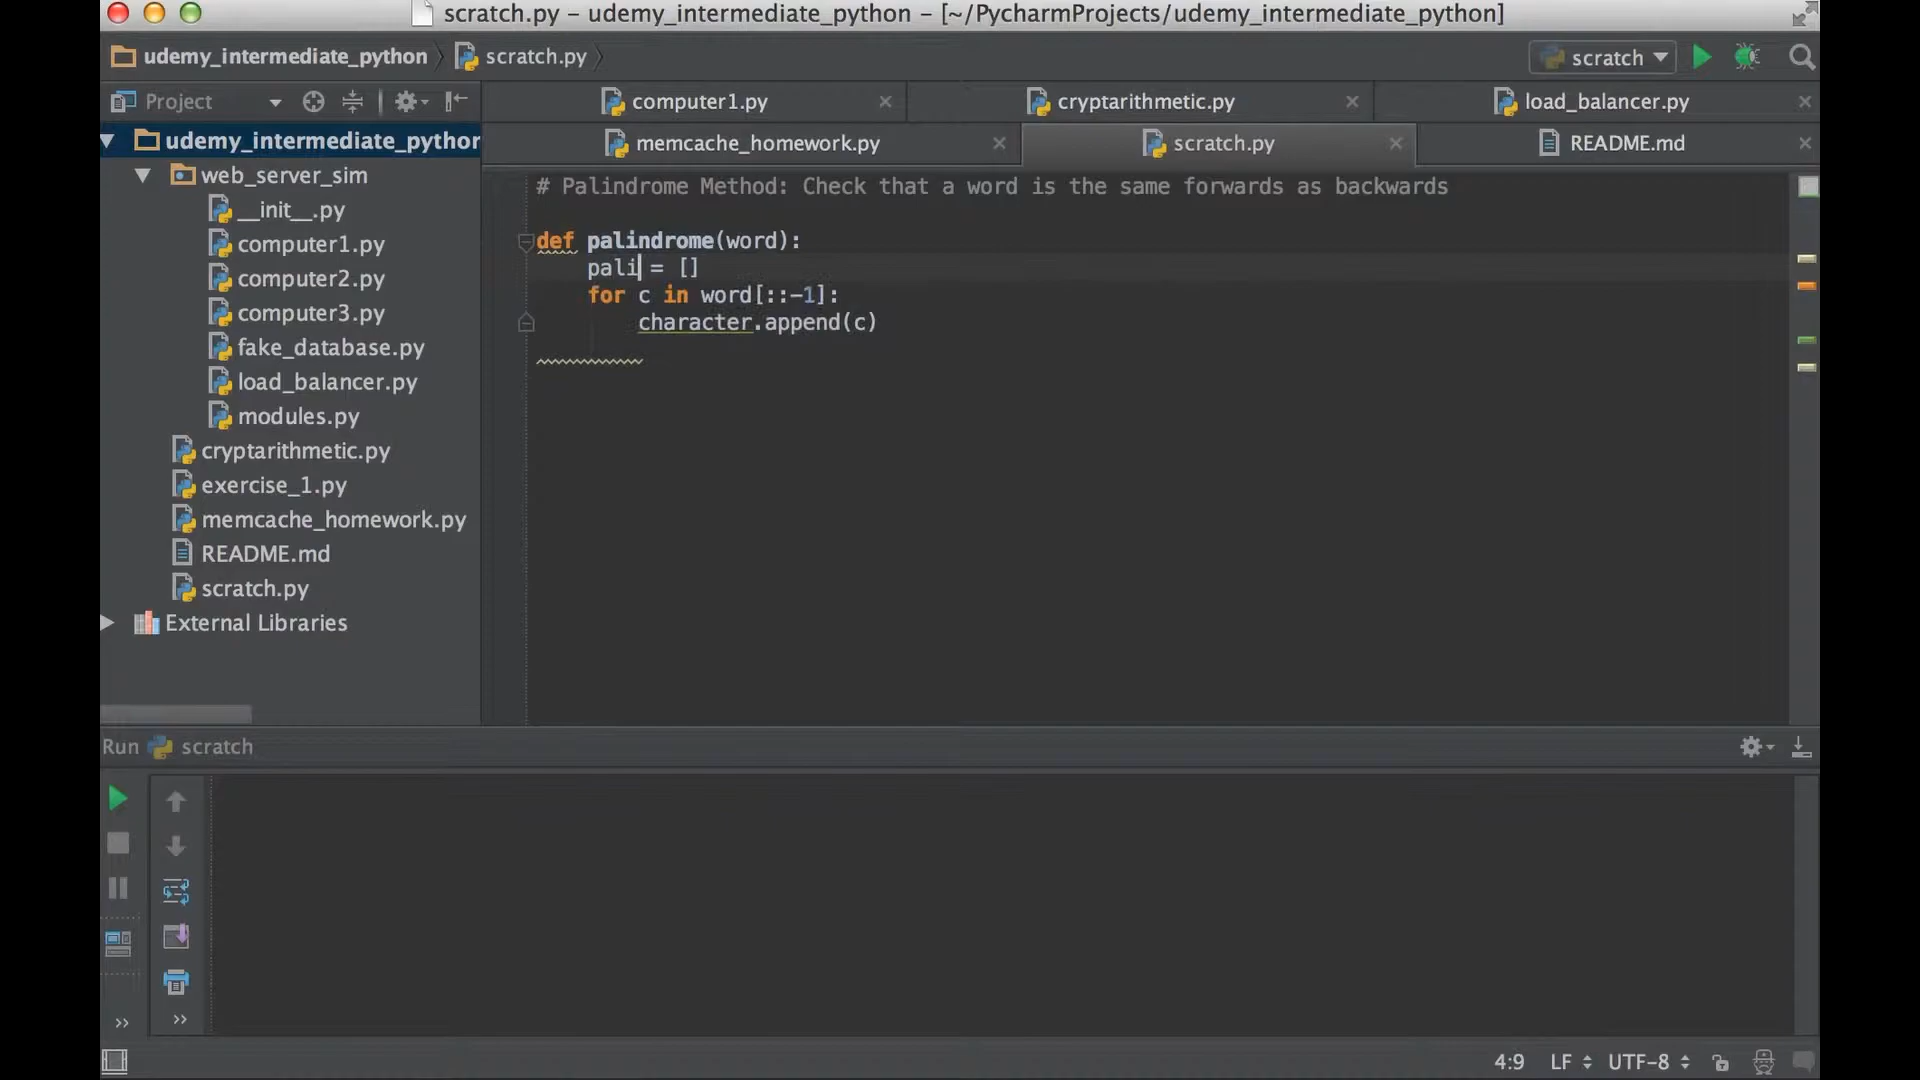 scratch.py – udemy_intermediate_python – [~/PycharmProjects/udemy_intermediate_python]
udemy_intermediate_python scratch.py scratch
Project computer1.py cryptarithmetic.py load_balancer.py
memcache_homework.py scratch.py README.md
udemy_intermediate_python
web_server_sim
__init__.py
computer1.py
computer2.py
computer3.py
fake_database.py
load_balancer.py
modules.py
cryptarithmetic.py
exercise_1.py
memcache_homework.py
README.md
scratch.py
External Libraries
# Palindrome Method: Check that a word is the same forwards as backwards
def palindrome(word):
pali = []
for c in word[::-1]:
character.append(c)
Run scratch
4:9 LF UTF-8